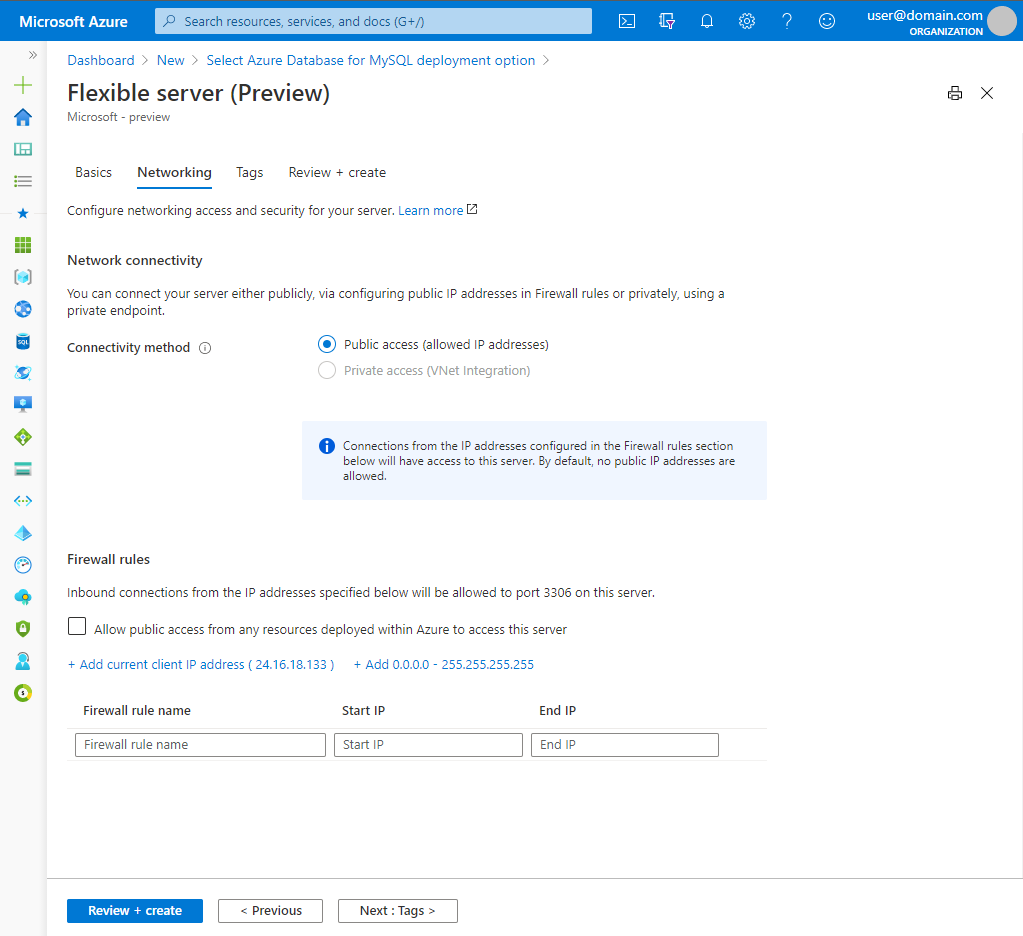 Microsoft Azure
Search resources, services, and docs (G+/)
user@domain.com
ORGANIZATION
Dashboard > New > Select Azure Database for MySQL deployment option >
Flexible server (Preview)
Microsoft - preview
Basics Networking Tags Review + create
Configure networking access and security for your server. Learn more
Network connectivity
You can connect your server either publicly, via configuring public IP addresses in Firewall rules or privately, using a
private endpoint.
Connectivity method
Public access (allowed IP addresses)
Private access (VNet Integration)
Connections from the IP addresses configured in the Firewall rules section
below will have access to this server. By default, no public IP addresses are
allowed.
Firewall rules
Inbound connections from the IP addresses specified below will be allowed to port 3306 on this server.
Allow public access from any resources deployed within Azure to access this server
+ Add current client IP address ( 24.16.18.133 ) + Add 0.0.0.0 - 255.255.255.255
Firewall rule name Start IP End IP
Firewall rule name Start IP End IP
Review + create < Previous Next : Tags >